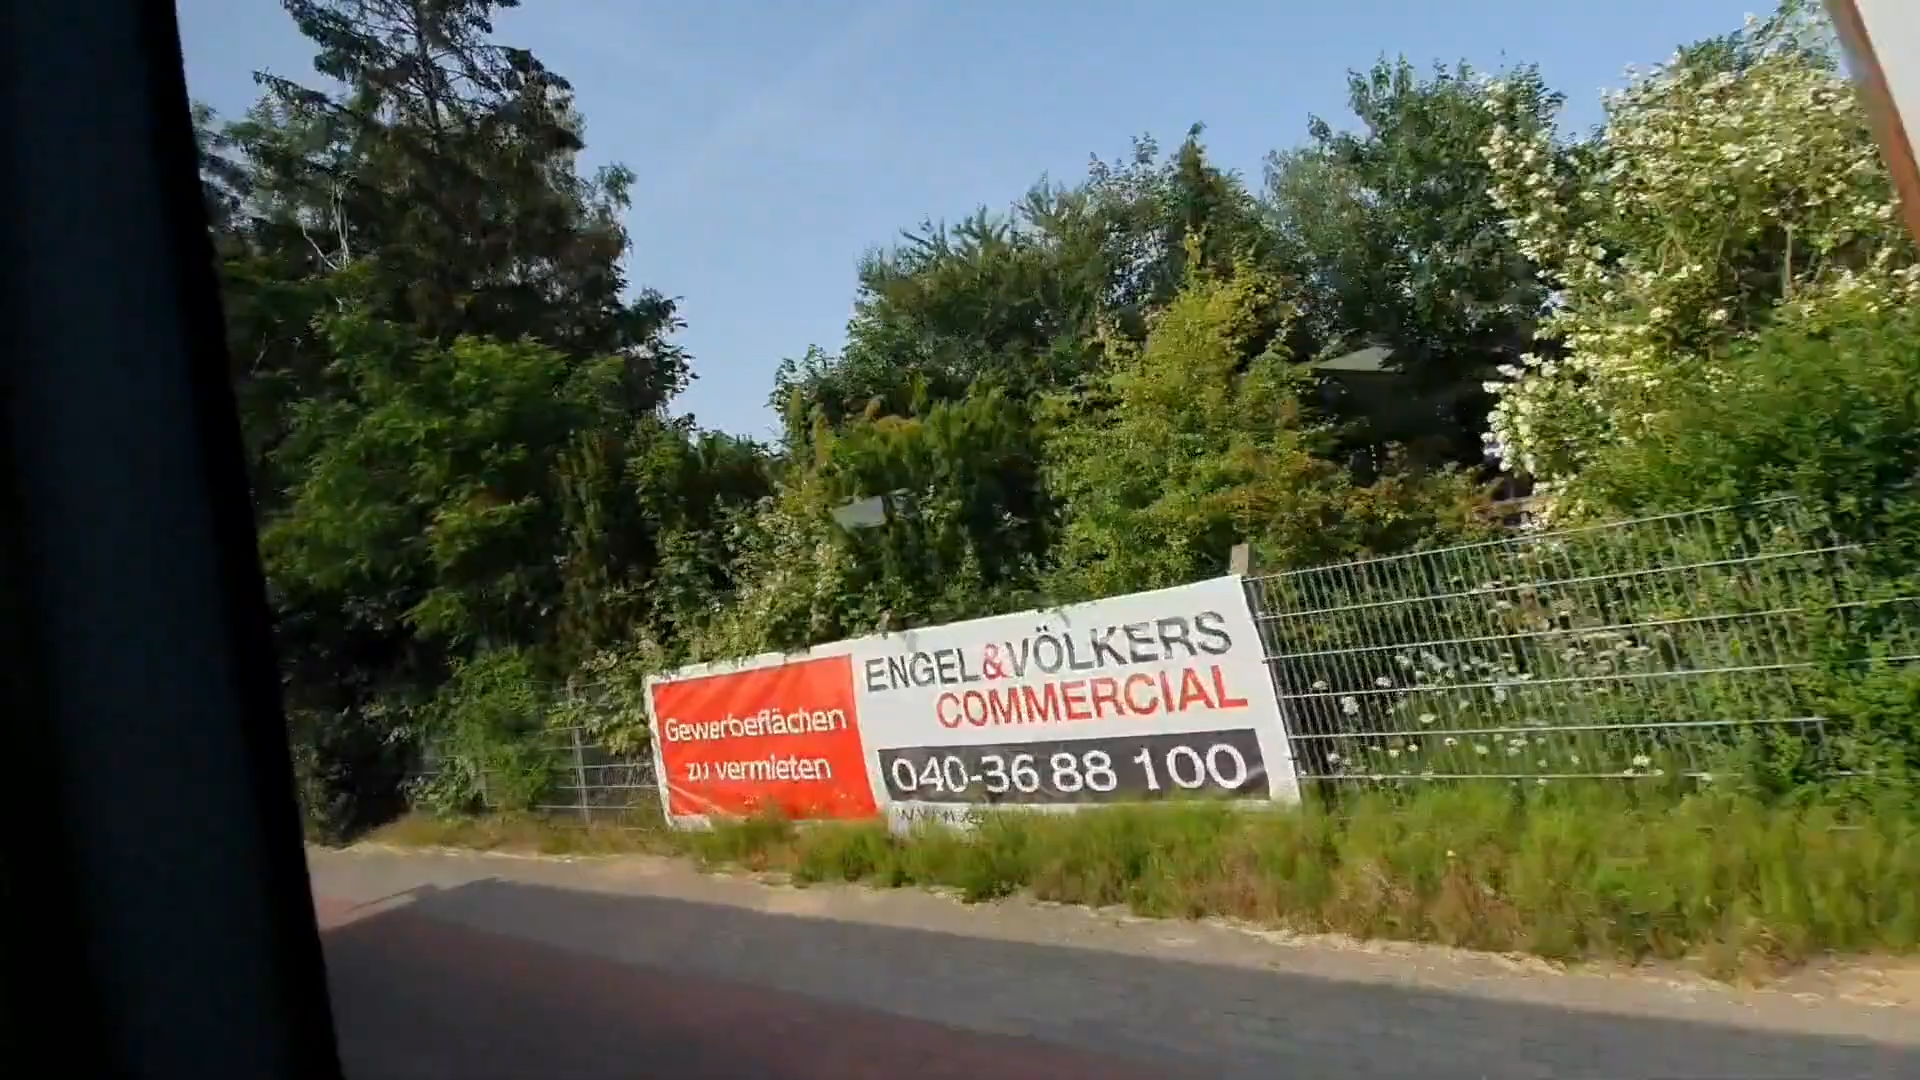 Gewerbeflächen
zu vermieten
ENGEL&VÖLKERS
COMMERCIAL
040-36 88 100